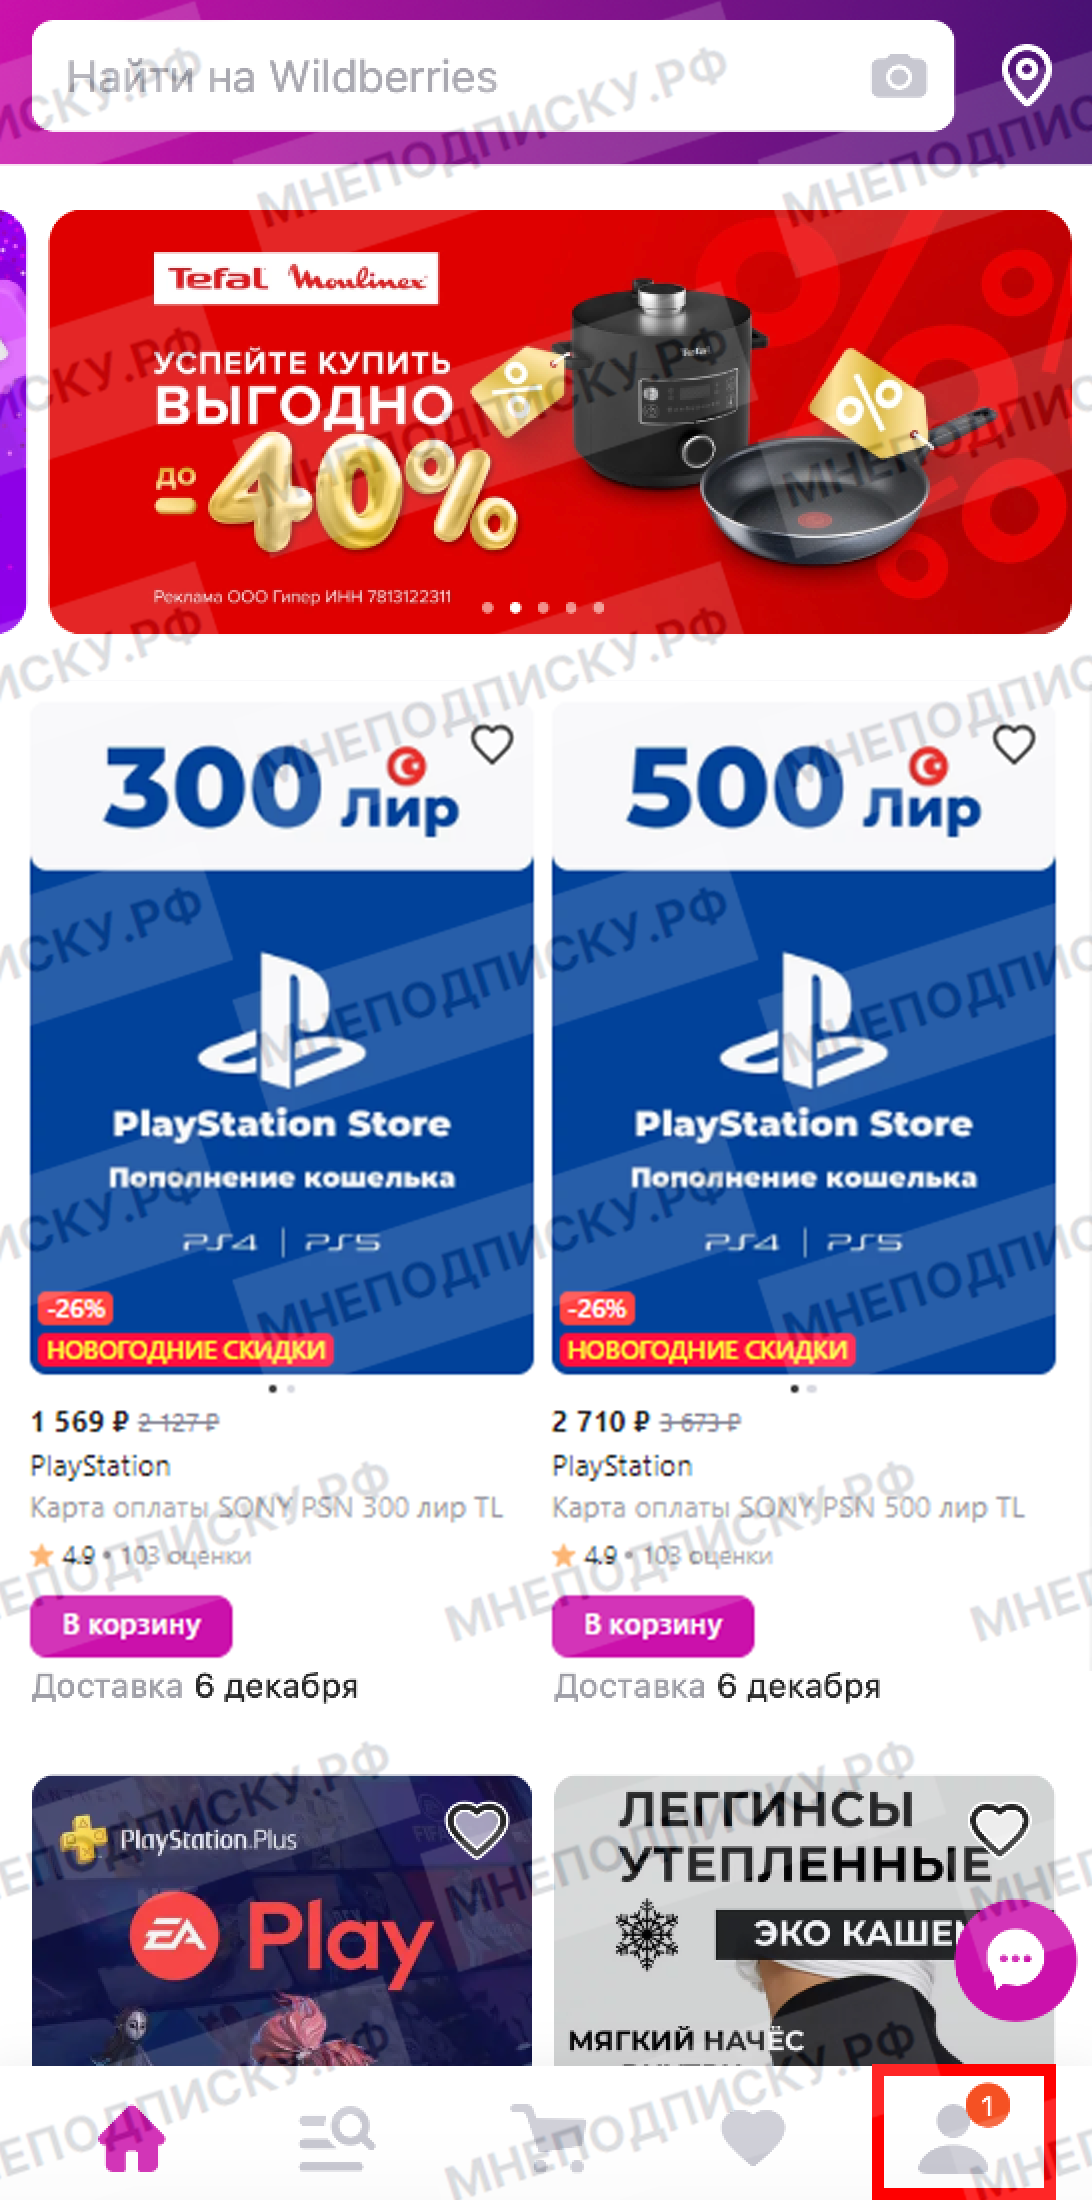 Найти на Wildberries
Tefal Moulinex
УСПЕЙТЕ КУПИТЬ
ВЫГОДНО
ДО
-40%
Tefal
Реклама ООО Гипер ИНН 7813122311
300 Лир
500 Лир
PlayStation Store
Пополнение кошелька
PS4 | PS5
-26%
НОВОГОДНИЕ СКИДКИ
PlayStation Store
Пополнение кошелька
PS4 | PS5
-26%
НОВОГОДНИЕ СКИДКИ
1 569 ₽ 2 127 ₽
PlayStation
Карта оплаты SONY PSN 300 лир TL
4.9 • 103 оценки
В корзину
Доставка 6 декабря
2 710 ₽ 3 673 ₽
PlayStation
Карта оплаты SONY PSN 500 лир TL
4.9 • 103 оценки
В корзину
Доставка 6 декабря
PlayStation.Plus
EA Play
ЛЕГГИНСЫ
УТЕПЛЕННЫЕ
ЭКО КАШЕМ
МЯГКИЙ НАЧЁС
1
МНЕПОДПИСКУ.РФ